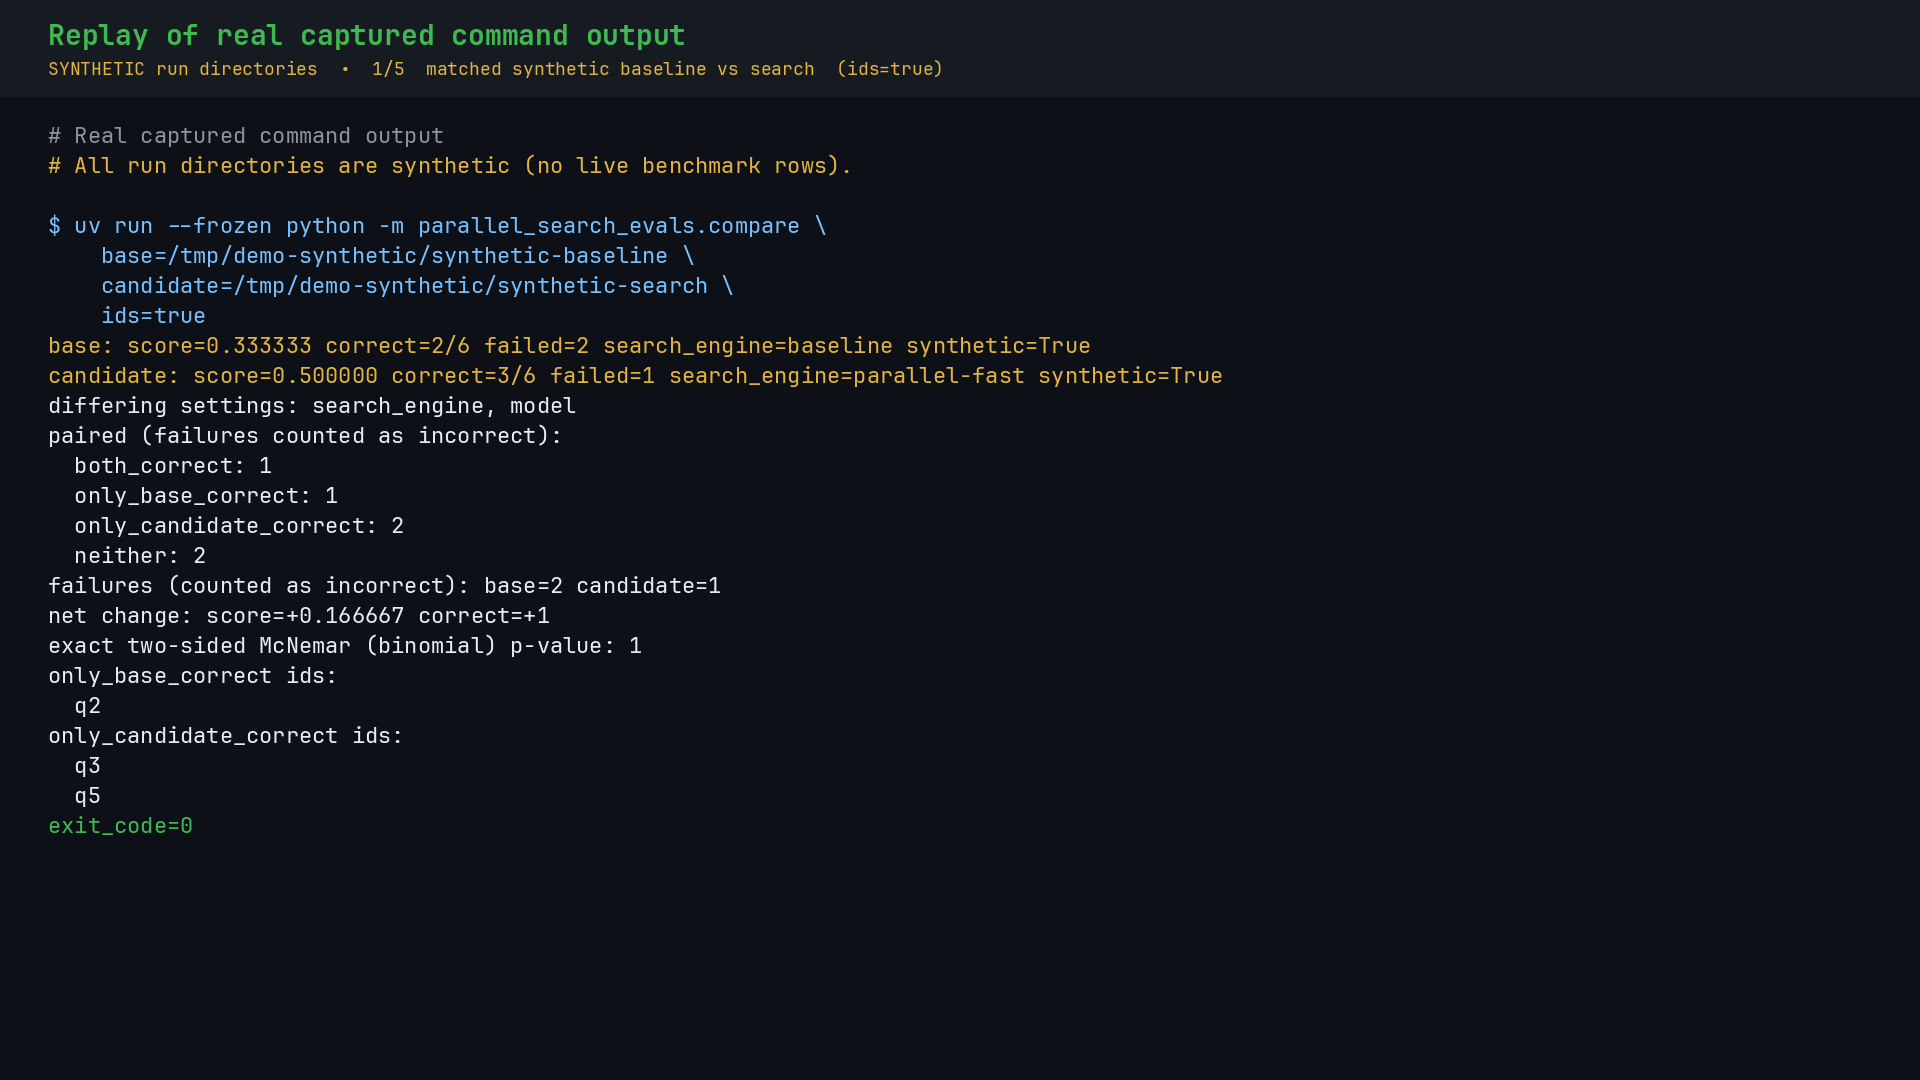 Replay of real captured command output
SYNTHETIC run directories • 1/5 matched synthetic baseline vs search (ids=true)
# Real captured command output
# All run directories are synthetic (no live benchmark rows).
$ uv run --frozen python -m parallel_search_evals.compare \
base=/tmp/demo-synthetic/synthetic-baseline \
candidate=/tmp/demo-synthetic/synthetic-search \
ids=true
base: score=0.333333 correct=2/6 failed=2 search_engine=baseline synthetic=True
candidate: score=0.500000 correct=3/6 failed=1 search_engine=parallel-fast synthetic=True
differing settings: search_engine, model
paired (failures counted as incorrect):
both_correct: 1
only_base_correct: 1
only_candidate_correct: 2
neither: 2
failures (counted as incorrect): base=2 candidate=1
net change: score=+0.166667 correct=+1
exact two-sided McNemar (binomial) p-value: 1
only_base_correct ids:
q2
only_candidate_correct ids:
q3
q5
exit_code=0